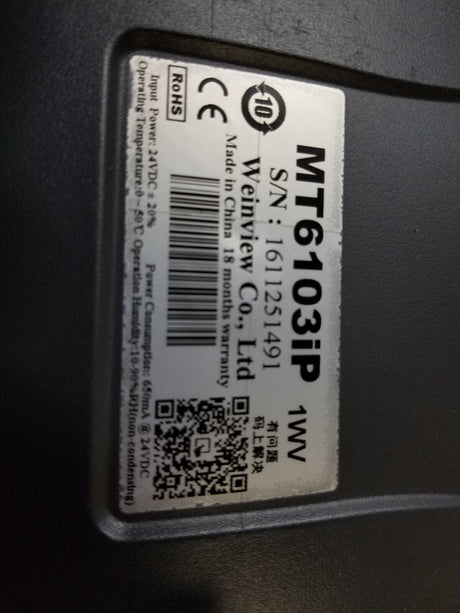 MT6103iP 1WV
S/N : 1611251491
Weinview Co., Ltd
Made in China 18 months warranty
10
CE
RoHS
有问题
码上解决
Input Power: 24VDC ± 20% Power Consumption: 650mA @ 24VDC
Operating Temperature:0 ~ 50℃ Operation Humidity:10-90%RH(non-condensing)